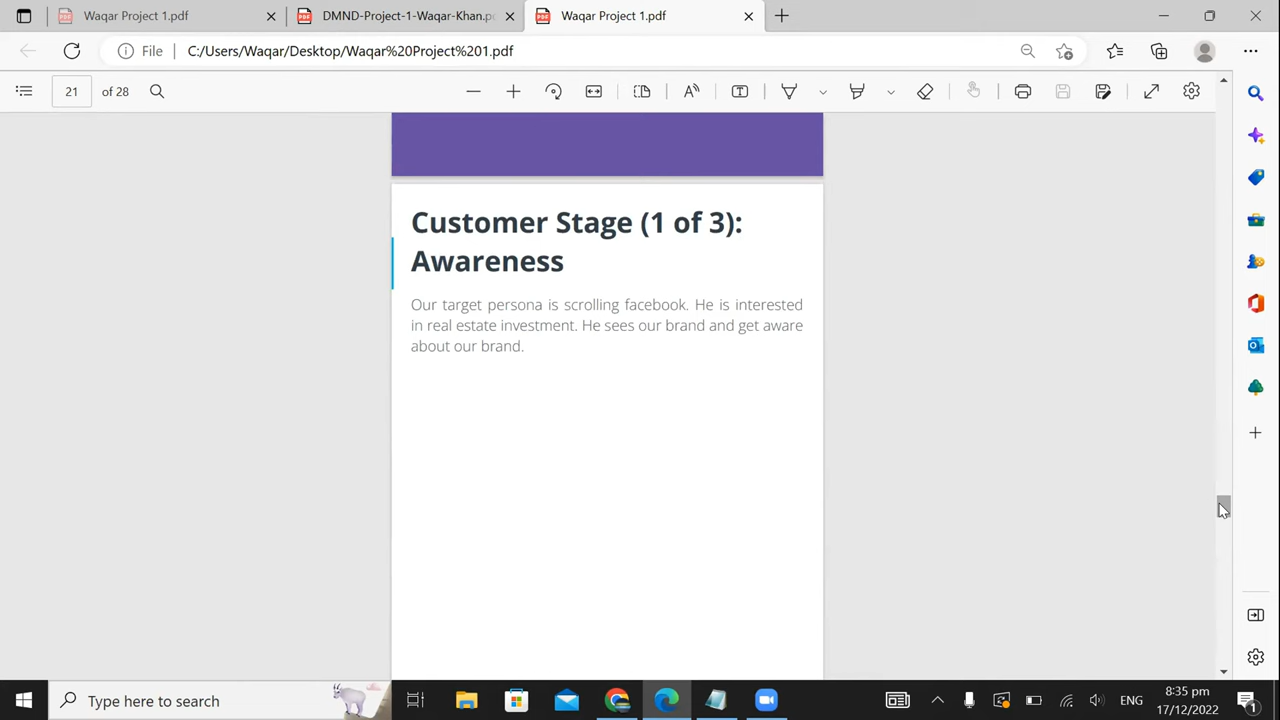 Waqar Project 1.pdf
DMND-Project-1-Waqar-Khan.pd
Waqar Project 1.pdf
File
C:/Users/Waqar/Desktop/Waqar%20Project%201.pdf
21 of 28
Customer Stage (1 of 3):
Awareness
Our target persona is scrolling facebook. He is interested
in real estate investment. He sees our brand and get aware
about our brand.
Type here to search
ENG
8:35 pm
17/12/2022
1